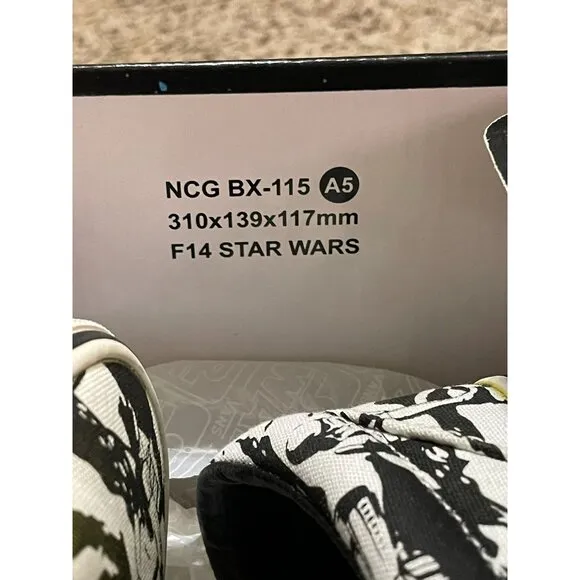 NCG BX-115 A5
310x139x117mm
F14 STAR WARS